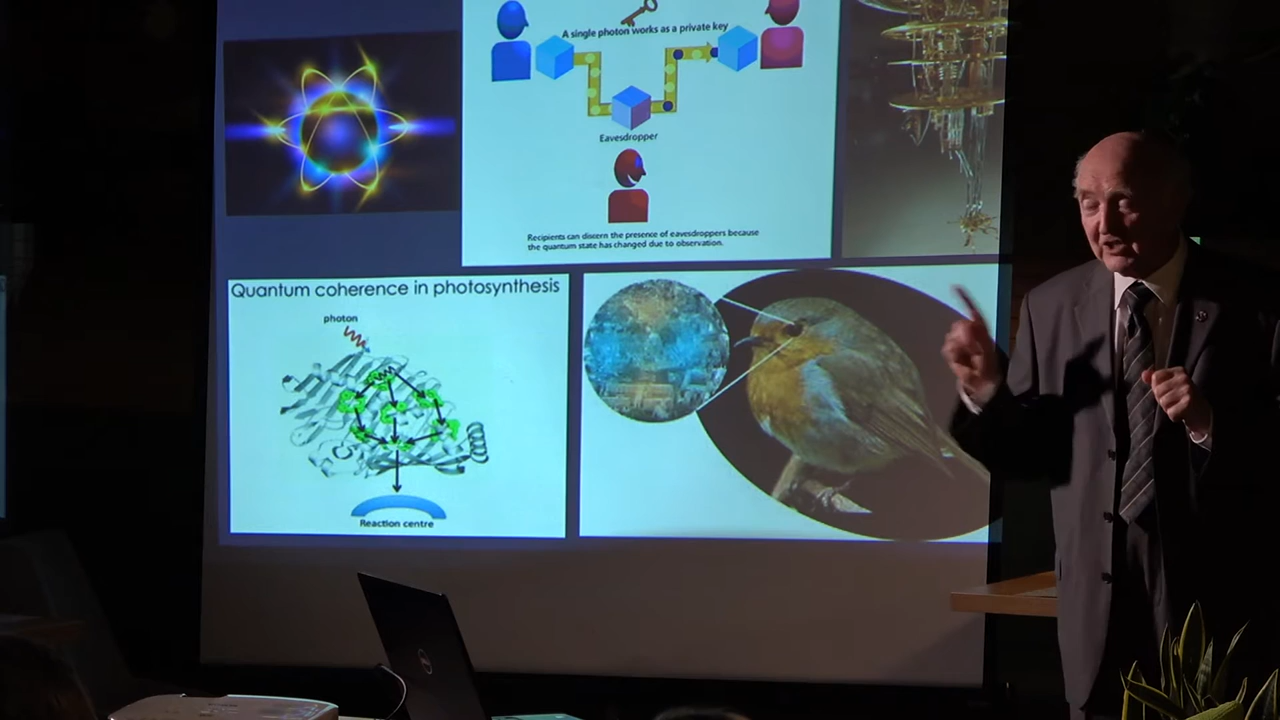 A single photon works as a private key
Eavesdropper
Recipients can discern the presence of eavesdroppers because
the quantum state has changed due to observation.
Quantum coherence in photosynthesis
photon
Reaction centre
DELL